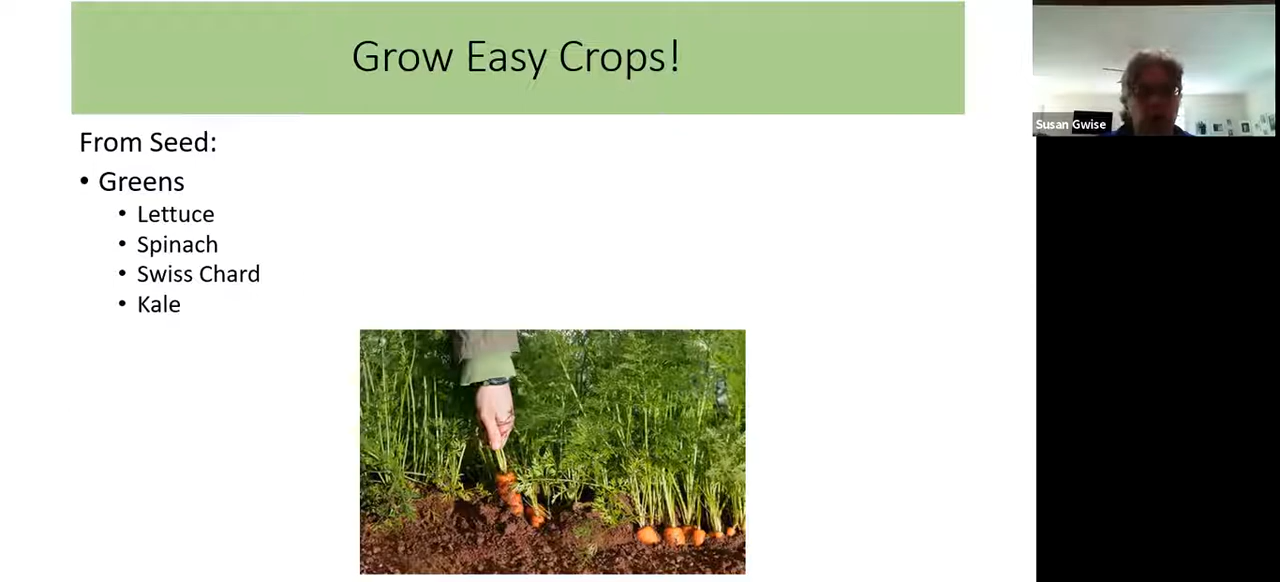 Grow Easy Crops!
From Seed:
• Greens
• Lettuce
• Spinach
• Swiss Chard
• Kale
Susan Gwise